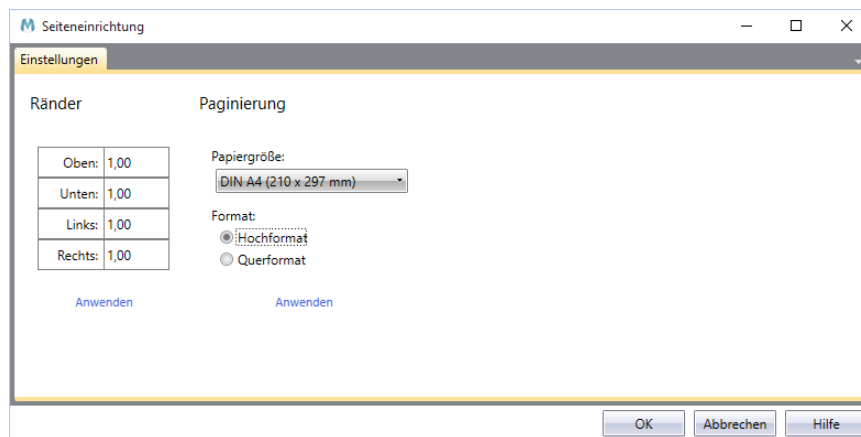 Seiteneinrichtung
Einstellungen
Ränder
Oben: 1,00
Unten: 1,00
Links: 1,00
Rechts: 1,00
Anwenden
Paginierung
Papiergröße:
DIN A4 (210 x 297 mm)
Format:
Hochformat
Querformat
Anwenden
OK Abbrechen Hilfe